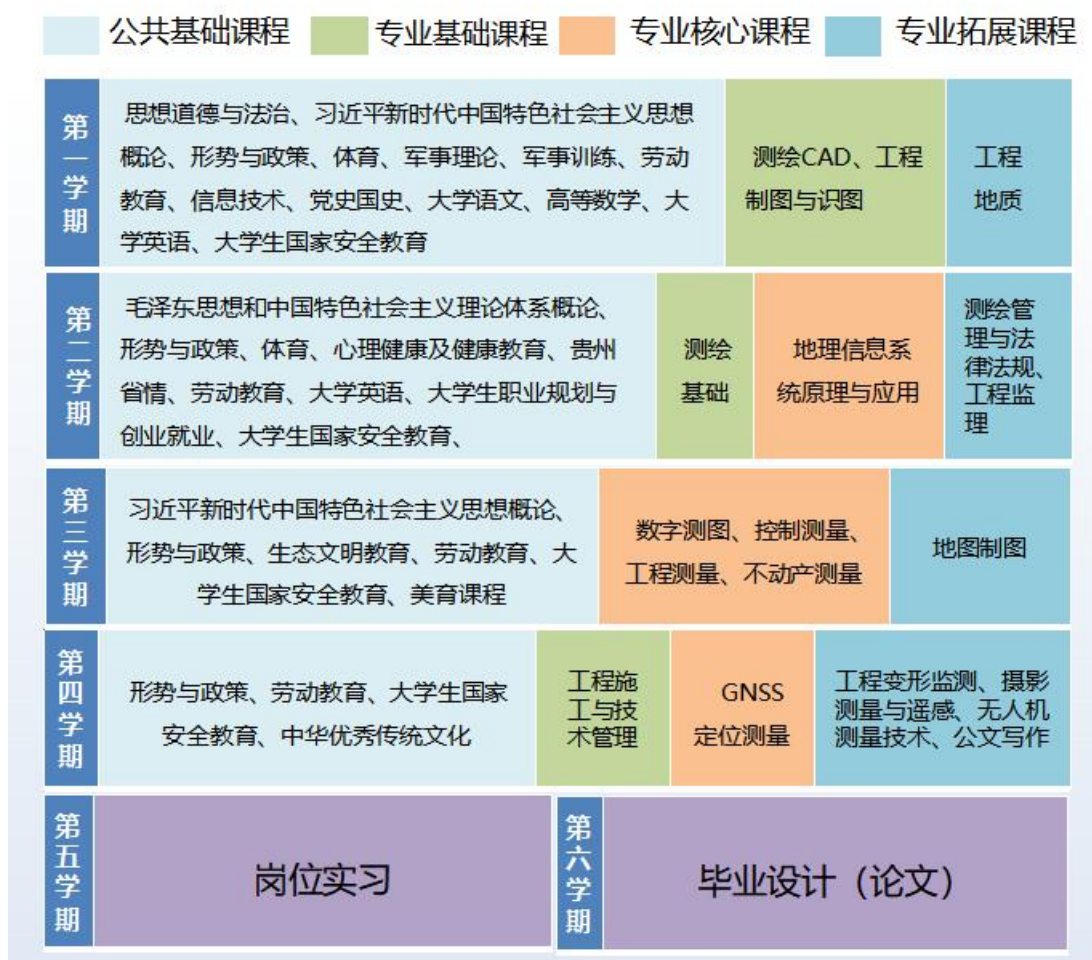 公共基础课程 专业基础课程 专业核心课程 专业拓展课程
第一学期
思想道德与法治、习近平新时代中国特色社会主义思想
概论、形势与政策、体育、军事理论、军事训练、劳动
教育、信息技术、党史国史、大学语文、高等数学、大
学英语、大学生国家安全教育
测绘CAD、工程
制图与识图
工程
地质
第二学期
毛泽东思想和中国特色社会主义理论体系概论、
形势与政策、体育、心理健康及健康教育、贵州
省情、劳动教育、大学英语、大学生职业规划与
创业就业、大学生国家安全教育、
测绘
基础
地理信息系
统原理与应用
测绘管
理与法
律法规、
工程监
理
第三学期
习近平新时代中国特色社会主义思想概论、
形势与政策、生态文明教育、劳动教育、大
学生国家安全教育、美育课程
数字测图、控制测量、
工程测量、不动产测量
地图制图
第四学期
形势与政策、劳动教育、大学生国家
安全教育、中华优秀传统文化
工程施
工与技
术管理
GNSS
定位测量
工程变形监测、摄影
测量与遥感、无人机
测量技术、公文写作
第五学期
岗位实习
第六学期
毕业设计（论文）